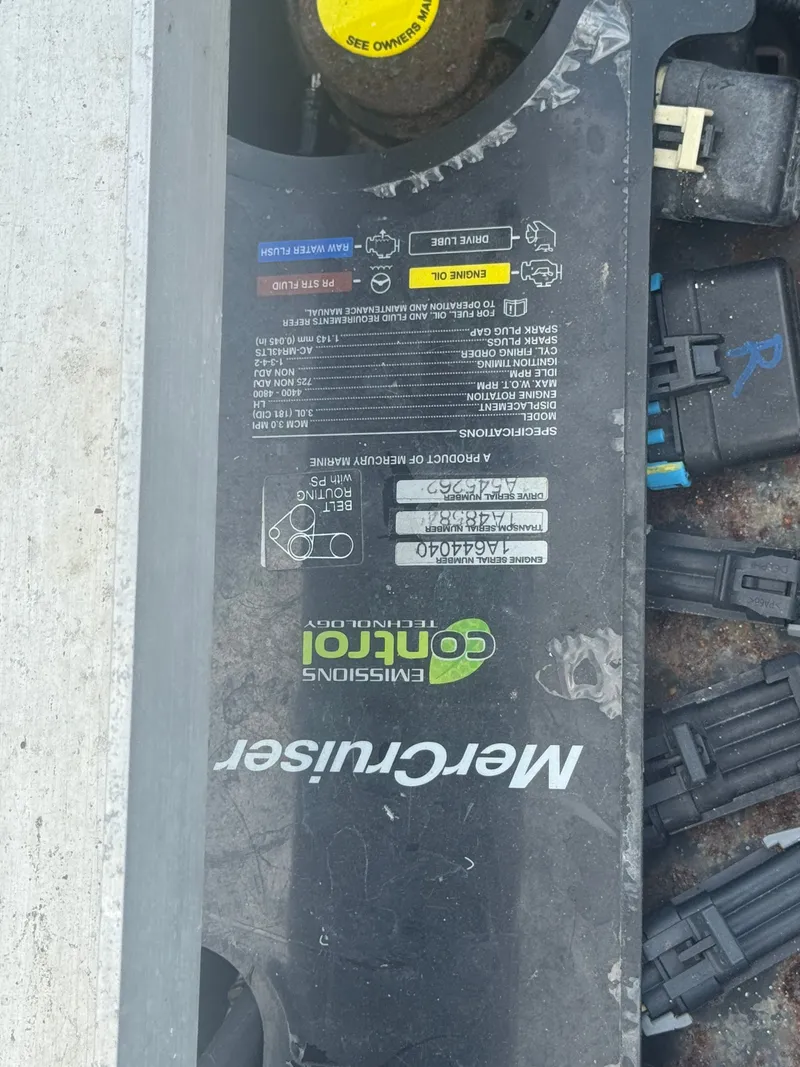 MerCruiser
EMISSIONS
control
TECHNOLOGY
ENGINE SERIAL NUMBER
1A644040
TRANSOM SERIAL NUMBER
DRIVE SERIAL NUMBER
A545262
BELT
ROUTING
with PS
A PRODUCT OF MERCURY MARINE
SPECIFICATIONS
MODEL MCM 3.0 MPI
DISPLACEMENT 3.0L (181 CID)
ENGINE ROTATION LH
MAX. W.O.T. RPM 4400 - 4800
IDLE RPM 725 NON ADJ
IGNITION TIMING NON ADJ
CYL. FIRING ORDER 1-3-4-2
SPARK PLUGS AC-MR43LTS
SPARK PLUG GAP 1.143 mm (0.045 in)
FOR FUEL, OIL, AND FLUID REQUIREMENTS REFER
TO OPERATION AND MAINTENANCE MANUAL.
ENGINE OIL
PR STR FLUID
DRIVE LUBE
RAW WATER FLUSH
SEE OWNERS
R